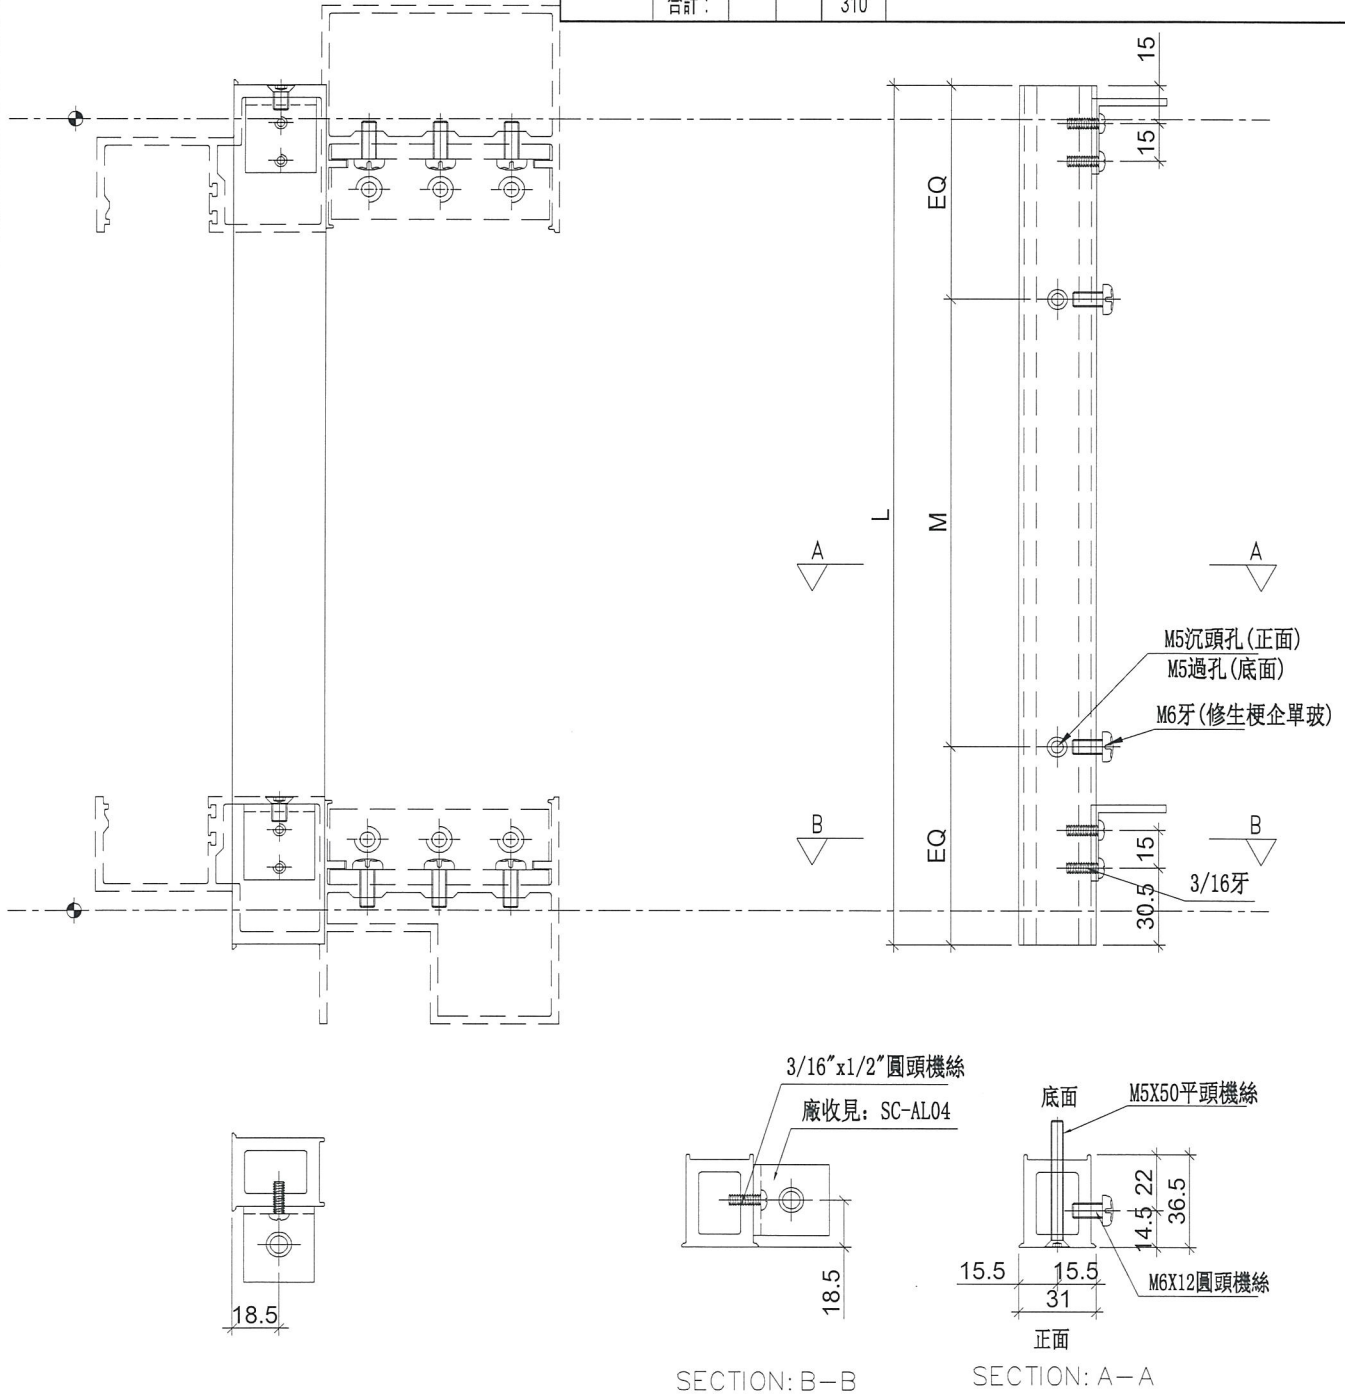 合計: 310
15
15
EQ
L
M
A
A
M5沉頭孔(正面)
M5過孔(底面)
M6牙(修生梗企單玻)
B
B
EQ
15
3/16牙
30.5
3/16"x1/2"圓頭機絲
廠收見: SC-AL04
底面
M5X50平頭機絲
22
14.5
36.5
15.5
15.5
31
M6X12圓頭機絲
正面
18.5
18.5
SECTION: B-B
SECTION: A-A